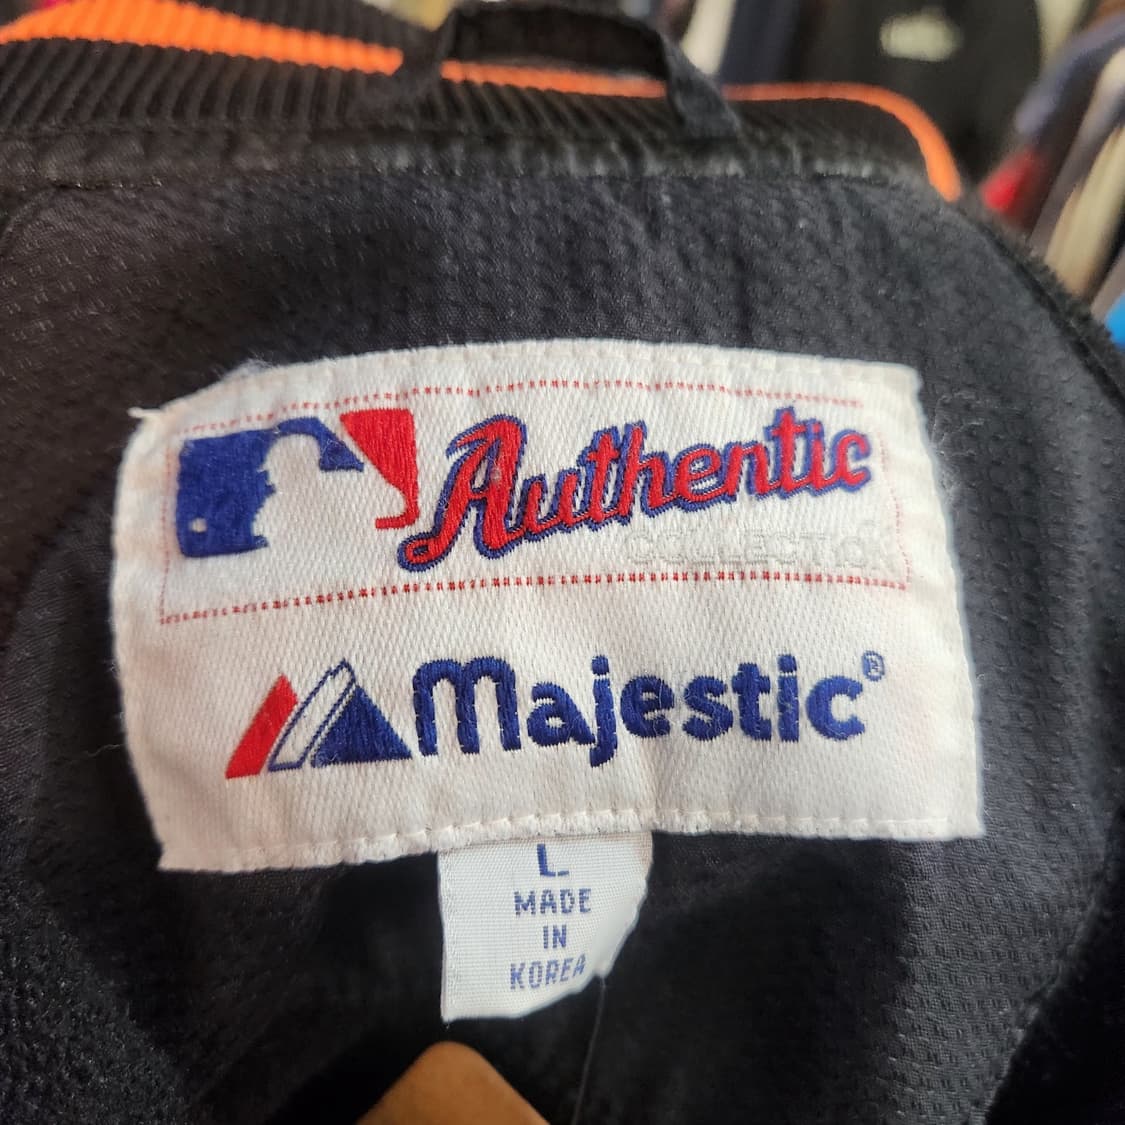 Authentic
COLLECTION
Majestic®
L
MADE
IN
KOREA